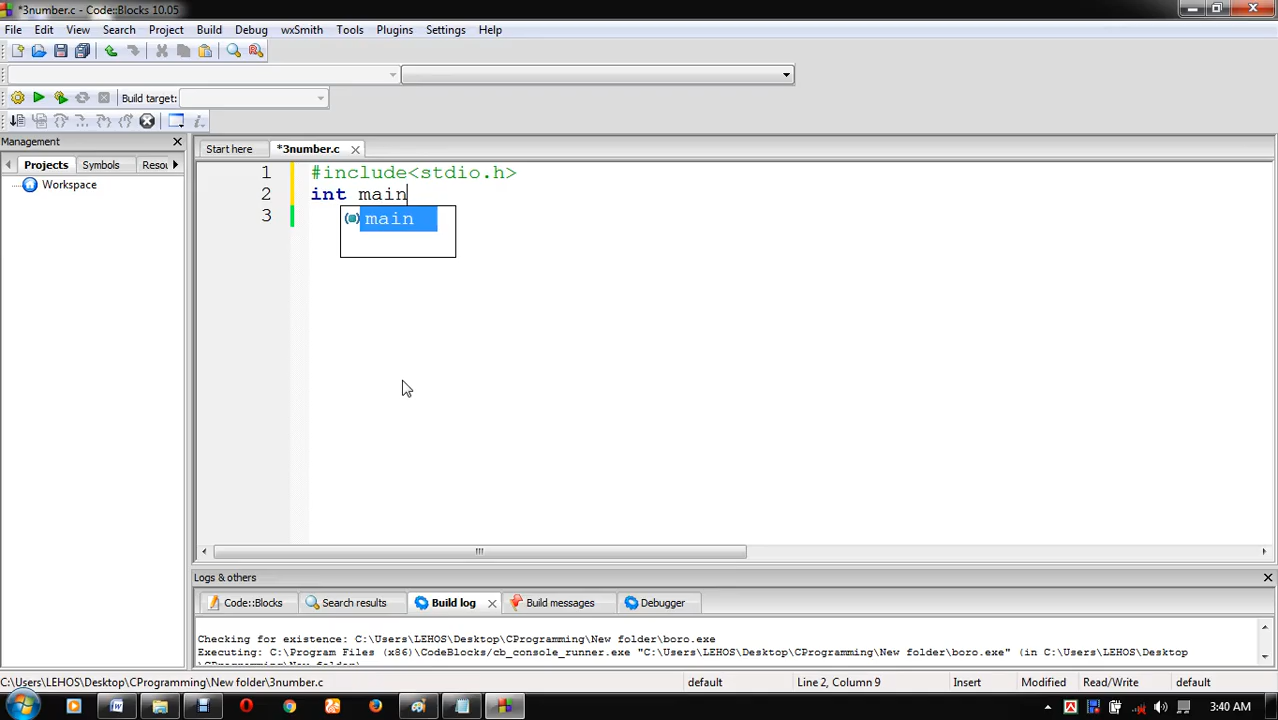 *3number.c - Code::Blocks 10.05
File Edit View Search Project Build Debug wxSmith Tools Plugins Settings Help
Build target:
Management
Projects Symbols Resou
Workspace
Start here *3number.c
1 #include<stdio.h>
2 int main
3
main
Logs & others
Code::Blocks Search results Build log Build messages Debugger
Checking for existence: C:\Users\LEHOS\Desktop\CProgramming\New folder\boro.exe
Executing: C:\Program Files (x86)\CodeBlocks/cb_console_runner.exe "C:\Users\LEHOS\Desktop\CProgramming\New folder\boro.exe" (in C:\Users\LEHOS\Desktop
\CProgramming\New folder\
C:\Users\LEHOS\Desktop\CProgramming\New folder\3number.c default Line 2, Column 9 Insert Modified Read/Write default
3:40 AM